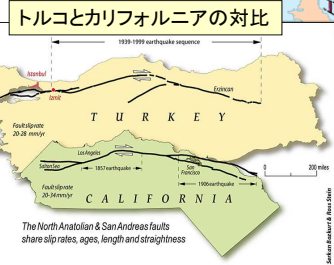 トルコとカリフォルニアの対比
1939-1999 earthquake sequence
Istanbul
Izmit
Erzincan
TURKEY
Fault slip rate
20-28 mm/yr
Los Angeles
Salton Sea
1857 earthquake
San
Francisco
1906 earthquake
0
200 miles
Fault slip rate
20-34 mm/yr
CALIFORNIA
The North Anatolian & San Andreas faults
share slip rates, ages, length and straightness
Serkan Bozkurt & Ross Stein